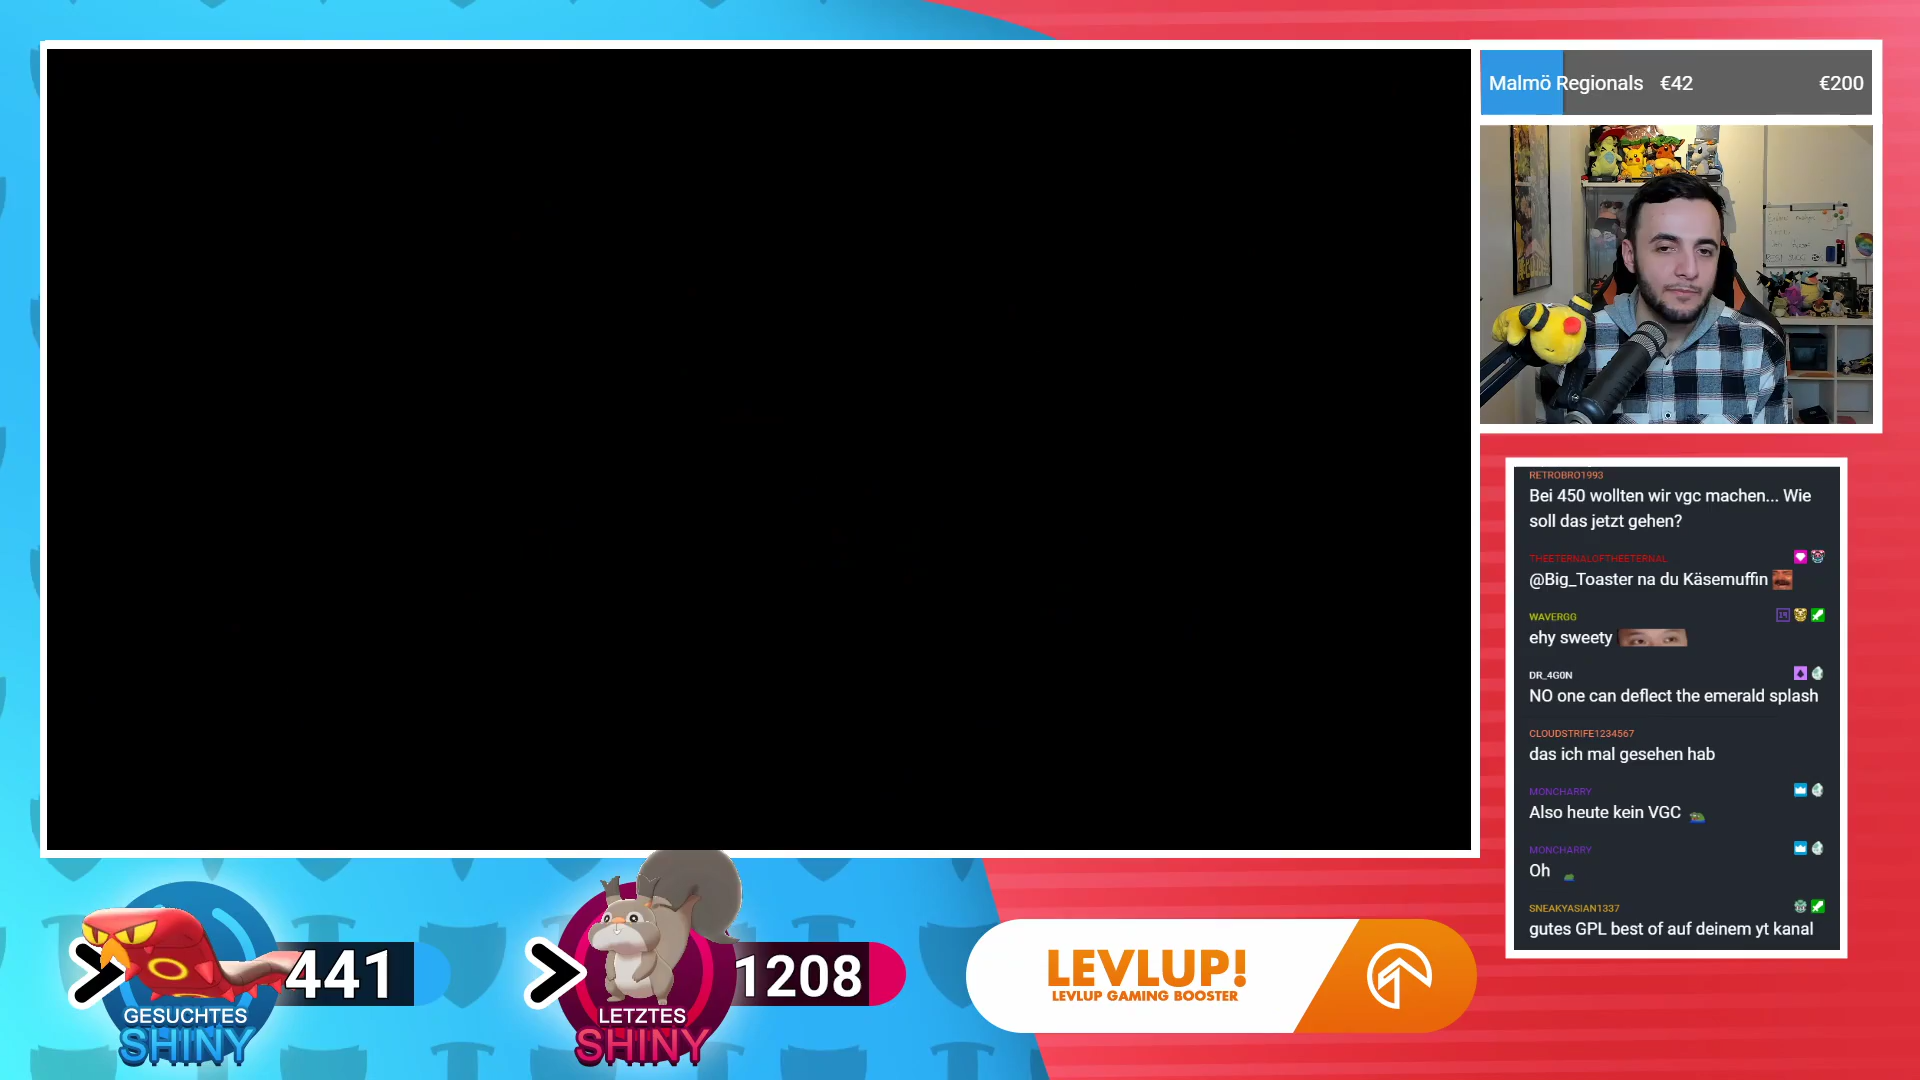 Malmö Regionals €42 €200
RETROBRO1993
Bei 450 wollten wir vgc machen... Wie
soll das jetzt gehen?
THEETERNALOFTHEETERNAL
@Big_Toaster na du Käsemuffin
WAVERGG
ehy sweety
DR_4G0N
NO one can deflect the emerald splash
CLOUDSTRIFE1234567
das ich mal gesehen hab
MONCHARRY
Also heute kein VGC
MONCHARRY
Oh
SNEAKYASIAN1337
gutes GPL best of auf deinem yt kanal
441
GESUCHTES
SHINY
1208
LETZTES
SHINY
LEVLUP!
LEVLUP GAMING BOOSTER